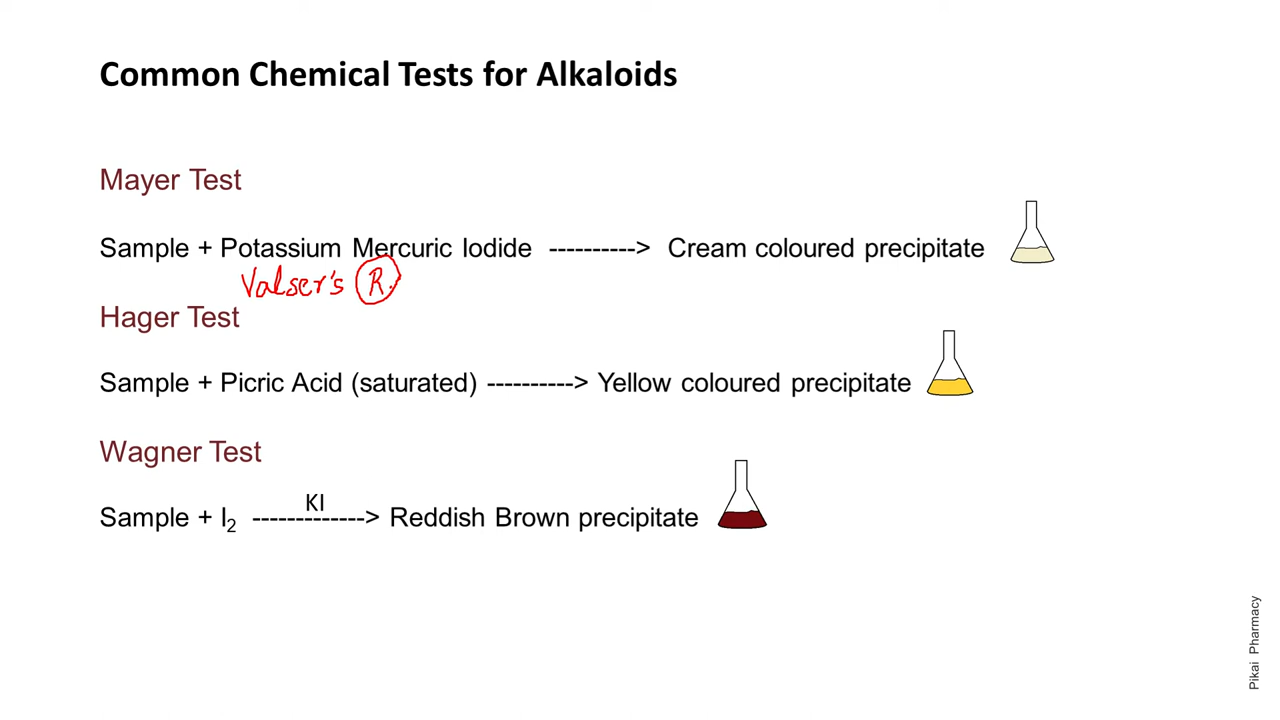 Common Chemical Tests for Alkaloids
Mayer Test
Sample + Potassium Mercuric Iodide ----------> Cream coloured precipitate
Valser's R.
Hager Test
Sample + Picric Acid (saturated) ----------> Yellow coloured precipitate
Wagner Test
KI
Sample + I₂ -------------> Reddish Brown precipitate
Pikai Pharmacy